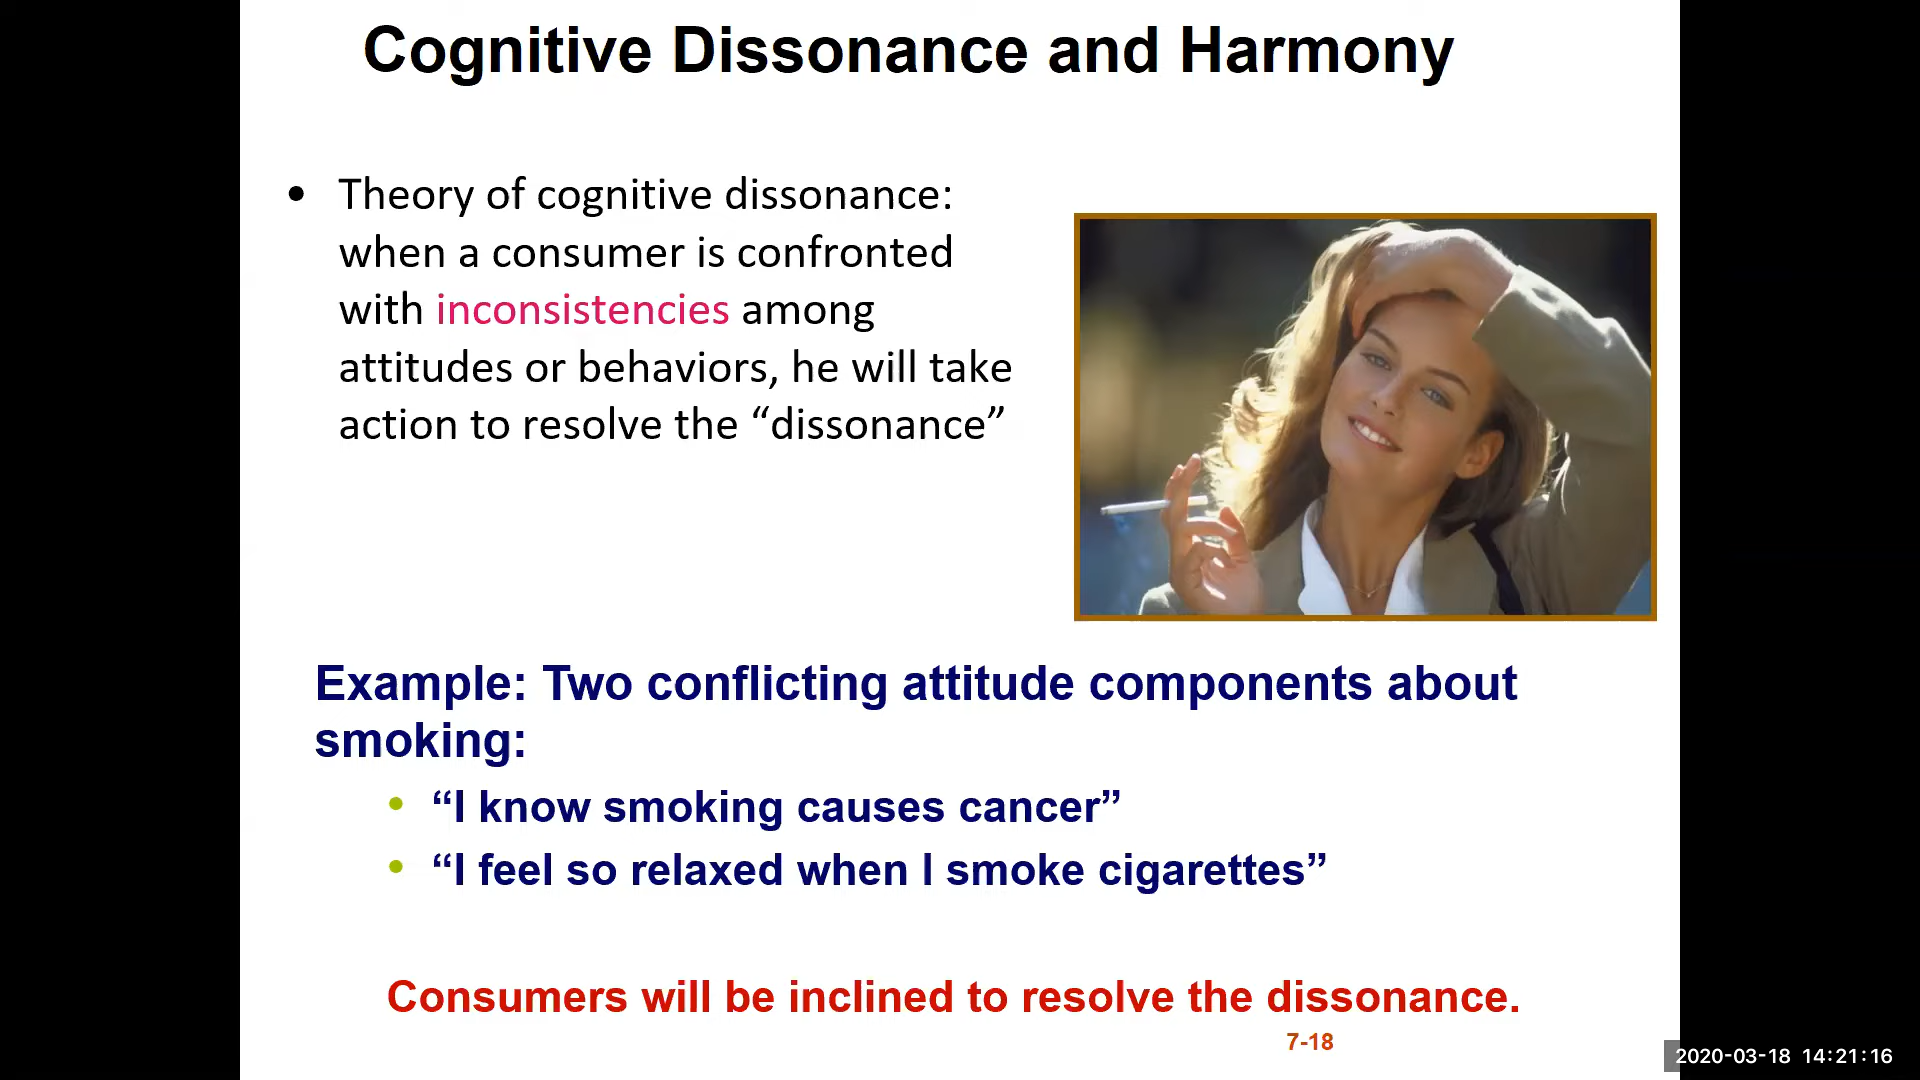 Cognitive Dissonance and Harmony
• Theory of cognitive dissonance:
when a consumer is confronted
with inconsistencies among
attitudes or behaviors, he will take
action to resolve the “dissonance”
Example: Two conflicting attitude components about
smoking:
• “I know smoking causes cancer”
• “I feel so relaxed when I smoke cigarettes”
Consumers will be inclined to resolve the dissonance.
7-18
2020-03-18 14:21:16